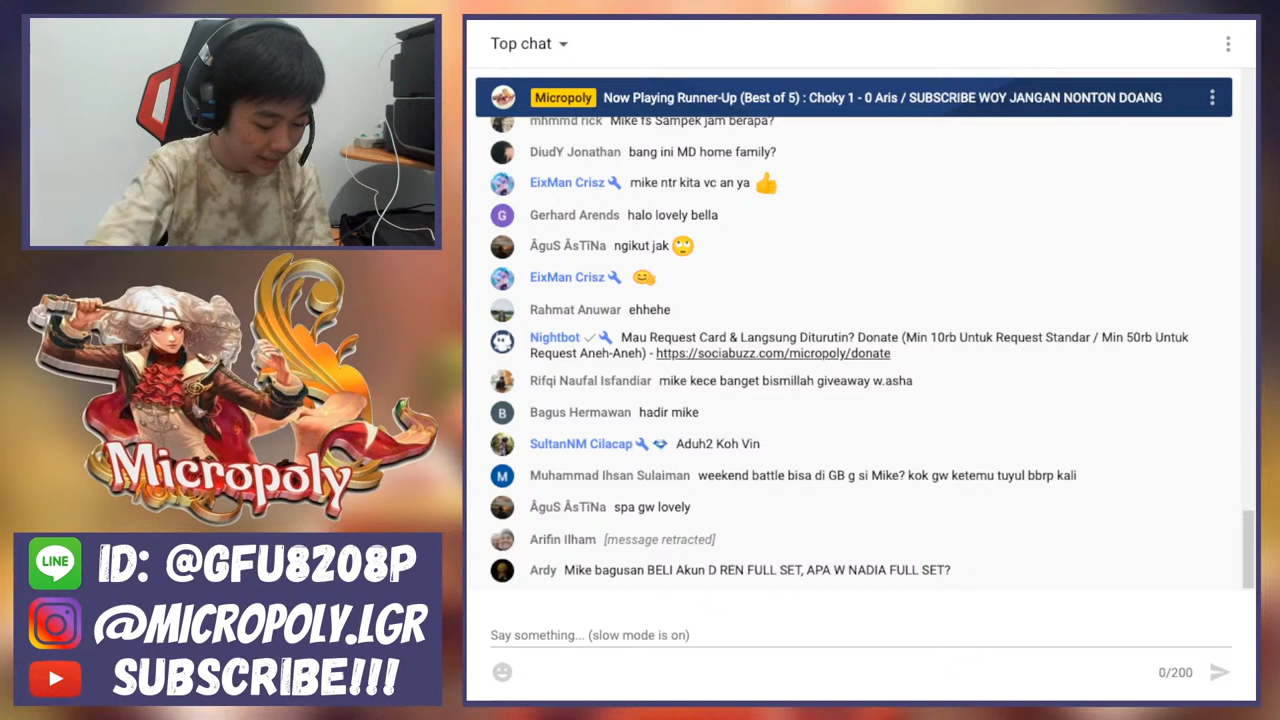 Top chat
Micropoly Now Playing Runner-Up (Best of 5) : Choky 1 - 0 Aris / SUBSCRIBE WOY JANGAN NONTON DOANG
mhmmd rick Mike fs Sampek jam berapa?
DiudY Jonathan bang ini MD home family?
EixMan Crisz mike ntr kita vc an ya 👍
G Gerhard Arends halo lovely bella
ÂguS ÂsTïNa ngikut jak 🙄
EixMan Crisz
Rahmat Anuwar ehhehe
Nightbot Mau Request Card & Langsung Diturutin? Donate (Min 10rb Untuk Request Standar / Min 50rb Untuk
Request Aneh-Aneh) - https://sociabuzz.com/micropoly/donate
Rifqi Naufal Isfandiar mike kece banget bismillah giveaway w.asha
B Bagus Hermawan hadir mike
SultanNM Cilacap Aduh2 Koh Vin
M Muhammad Ihsan Sulaiman weekend battle bisa di GB g si Mike? kok gw ketemu tuyul bbrp kali
ÂguS ÂsTïNa spa gw lovely
Arifin Ilham [message retracted]
Ardy Mike bagusan BELI Akun D REN FULL SET, APA W NADIA FULL SET?
Say something... (slow mode is on)
0/200
Micropoly
LINE ID: @GFU8208P
@MICROPOLY.LGR
SUBSCRIBE!!!